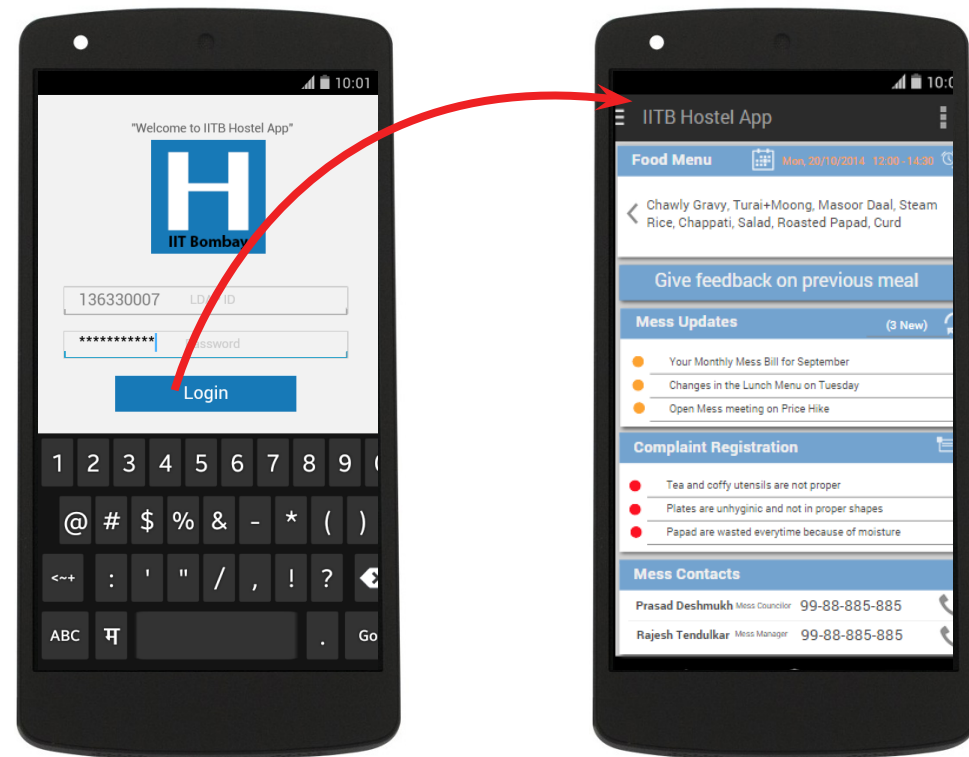 10:01
"Welcome to IITB Hostel App"
H
IIT Bombay
136330007 LDAP ID
*********** Password
Login
1 2 3 4 5 6 7 8 9
@ # $ % & - * ( )
<~+ : ' " / , ! ?
ABC म . Go
10:0
IITB Hostel App
Food Menu Mon, 20/10/2014 12:00 - 14:30
Chawly Gravy, Turai+Moong, Masoor Daal, Steam
Rice, Chappati, Salad, Roasted Papad, Curd
Give feedback on previous meal
Mess Updates (3 New)
Your Monthly Mess Bill for September
Changes in the Lunch Menu on Tuesday
Open Mess meeting on Price Hike
Complaint Registration
Tea and coffy utensils are not proper
Plates are unhyginic and not in proper shapes
Papad are wasted everytime because of moisture
Mess Contacts
Prasad Deshmukh Mess Councilor 99-88-885-885
Rajesh Tendulkar Mess Manager 99-88-885-885